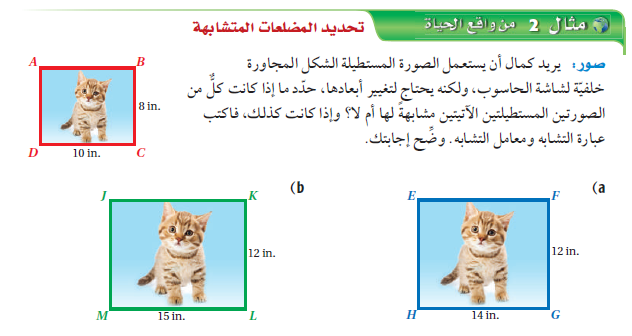 مثال 2 من واقع الحياة تحديد المضلعات المتشابهة
صور: يريد كمال أن يستعمل الصورة المستطيلة الشكل المجاورة
خلفيّة لشاشة الحاسوب، ولكنه يحتاج لتغيير أبعادها، حدّد ما إذا كانت كلٌّ من
الصورتين المستطيلتين الآتيتين مشابهةً لها أم لا؟ وإذا كانت كذلك، فاكتب
عبارة التشابه ومعامل التشابه. وضِّح إجابتك.
A B
8 in.
D 10 in. C
(a
E F
12 in.
H 14 in. G
(b
J K
12 in.
M 15 in. L